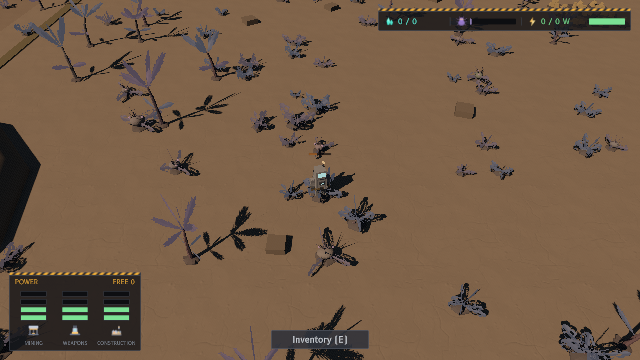 0 / 0
0 / 0 W
POWER
FREE 0
MINING
WEAPONS
CONSTRUCTION
Inventory [E]